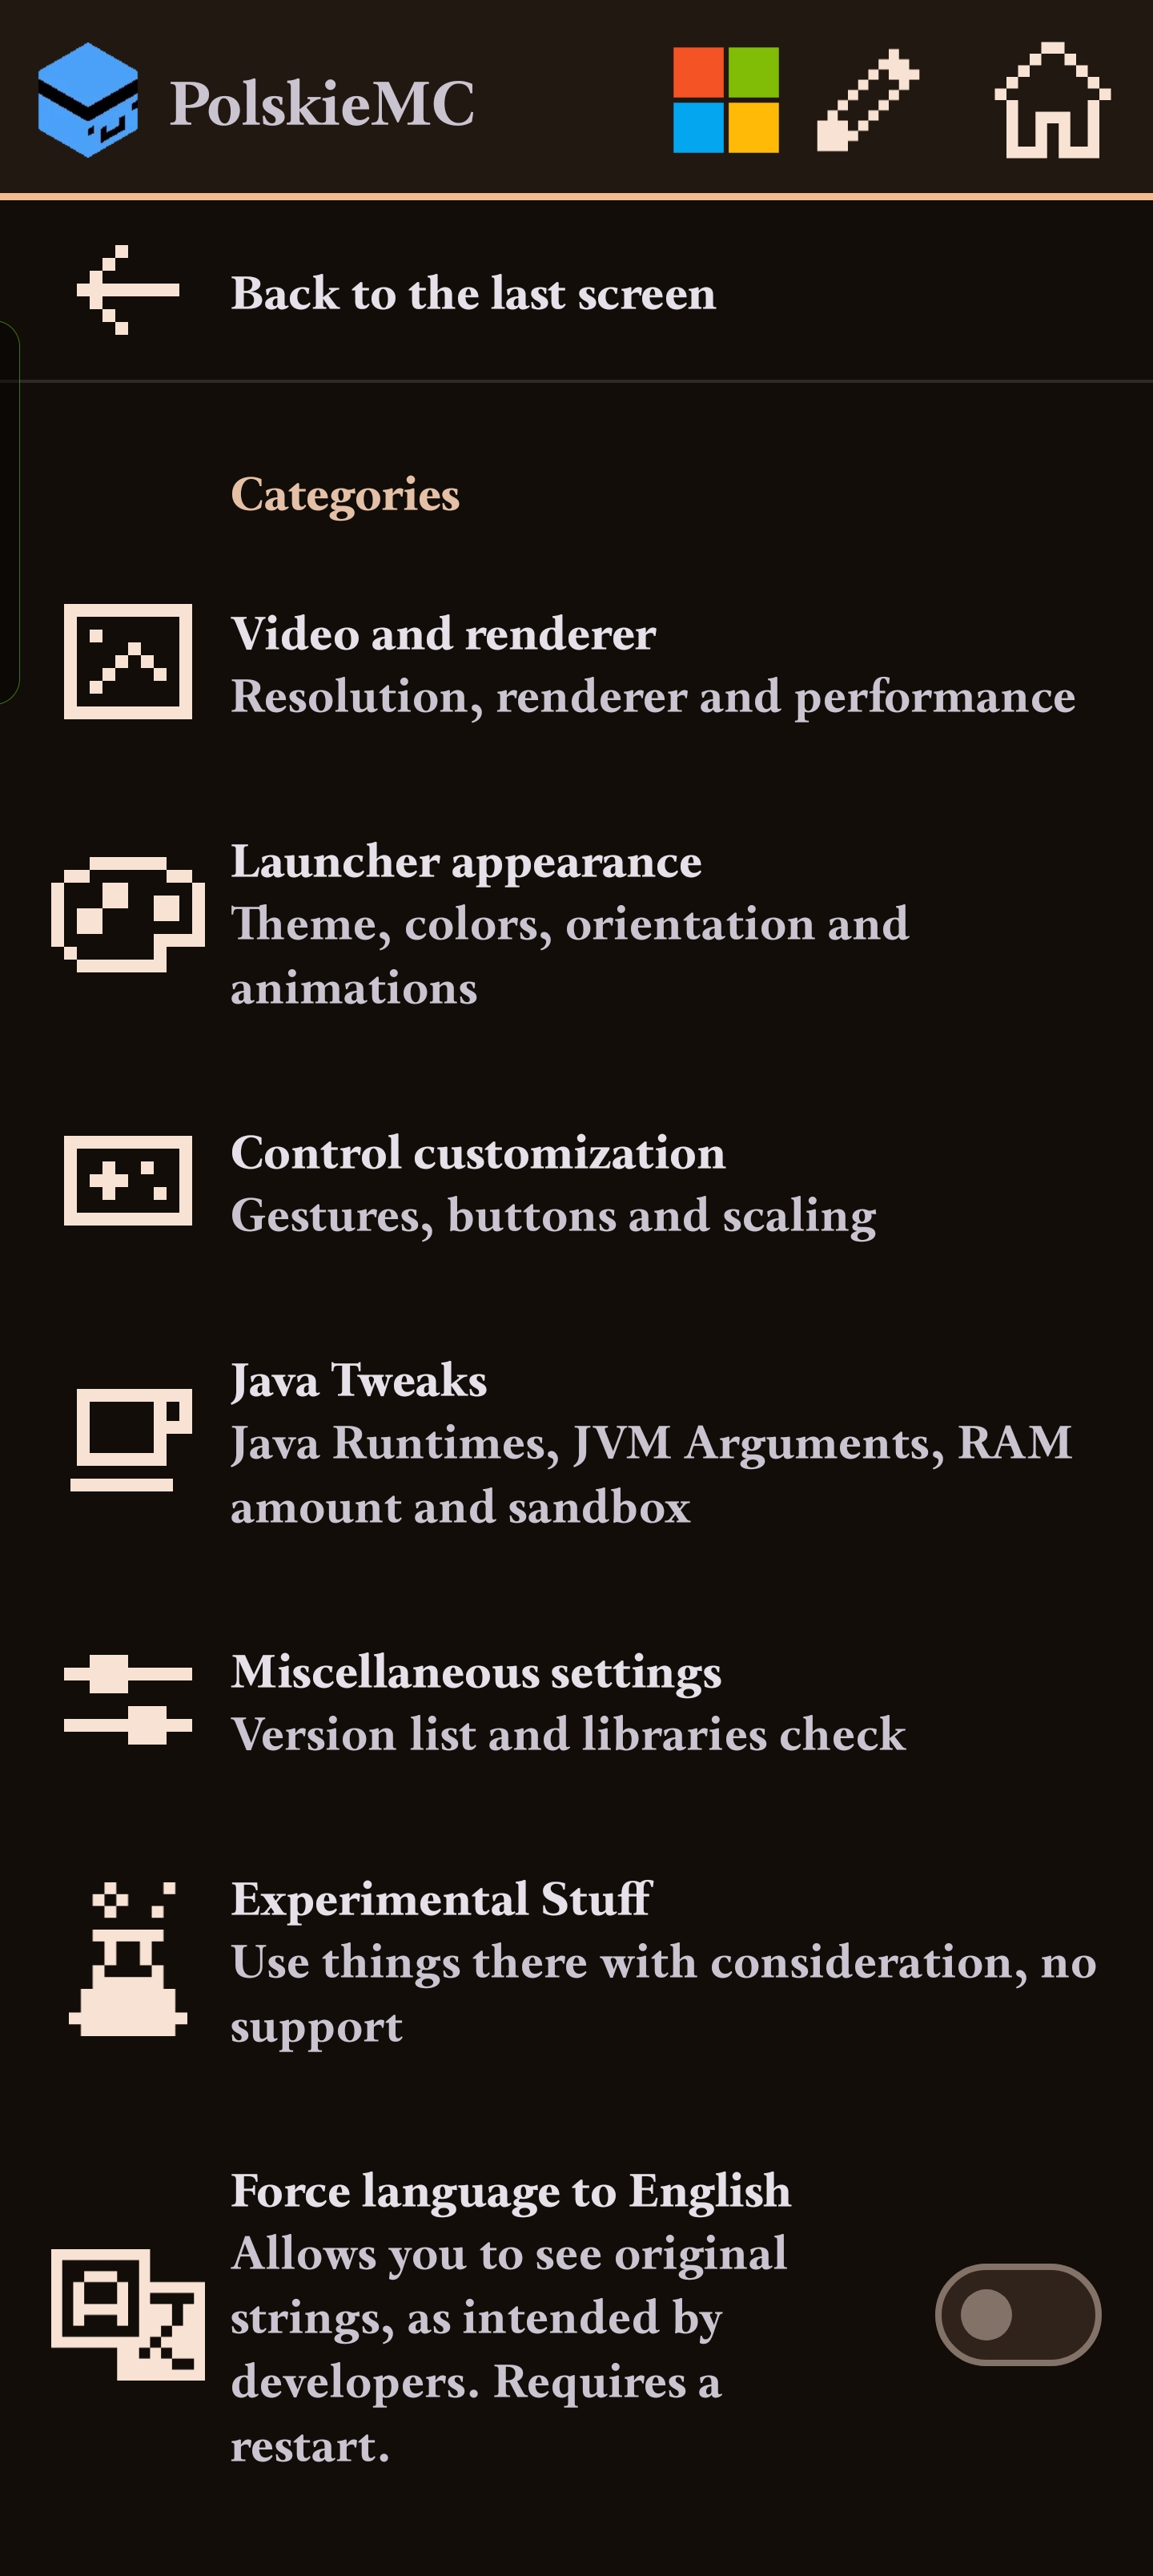 PolskieMC
Back to the last screen
Categories
Video and renderer
Resolution, renderer and performance
Launcher appearance
Theme, colors, orientation and
animations
Control customization
Gestures, buttons and scaling
Java Tweaks
Java Runtimes, JVM Arguments, RAM
amount and sandbox
Miscellaneous settings
Version list and libraries check
Experimental Stuff
Use things there with consideration, no
support
Force language to English
Allows you to see original
strings, as intended by
developers. Requires a
restart.